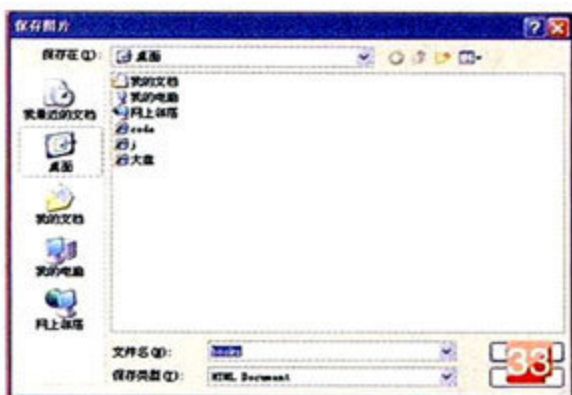 保存图片
保存在(I):
桌面
我的文档
我的电脑
网上邻居
coda
j
大盘
我最近的文档
桌面
我的文档
我的电脑
网上邻居
文件名(N):
保存类型(T):
HTML Document
33